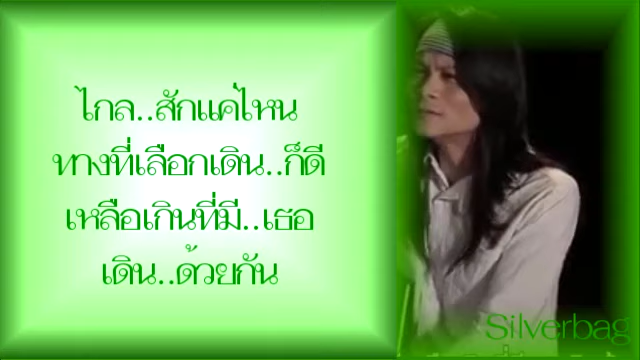 ไกล..สักแค่ไหน
ทางที่เลือกเดิน..ก็ดี
เหลือเกินที่มี..เธอ
เดิน..ด้วยกัน
Silverbag